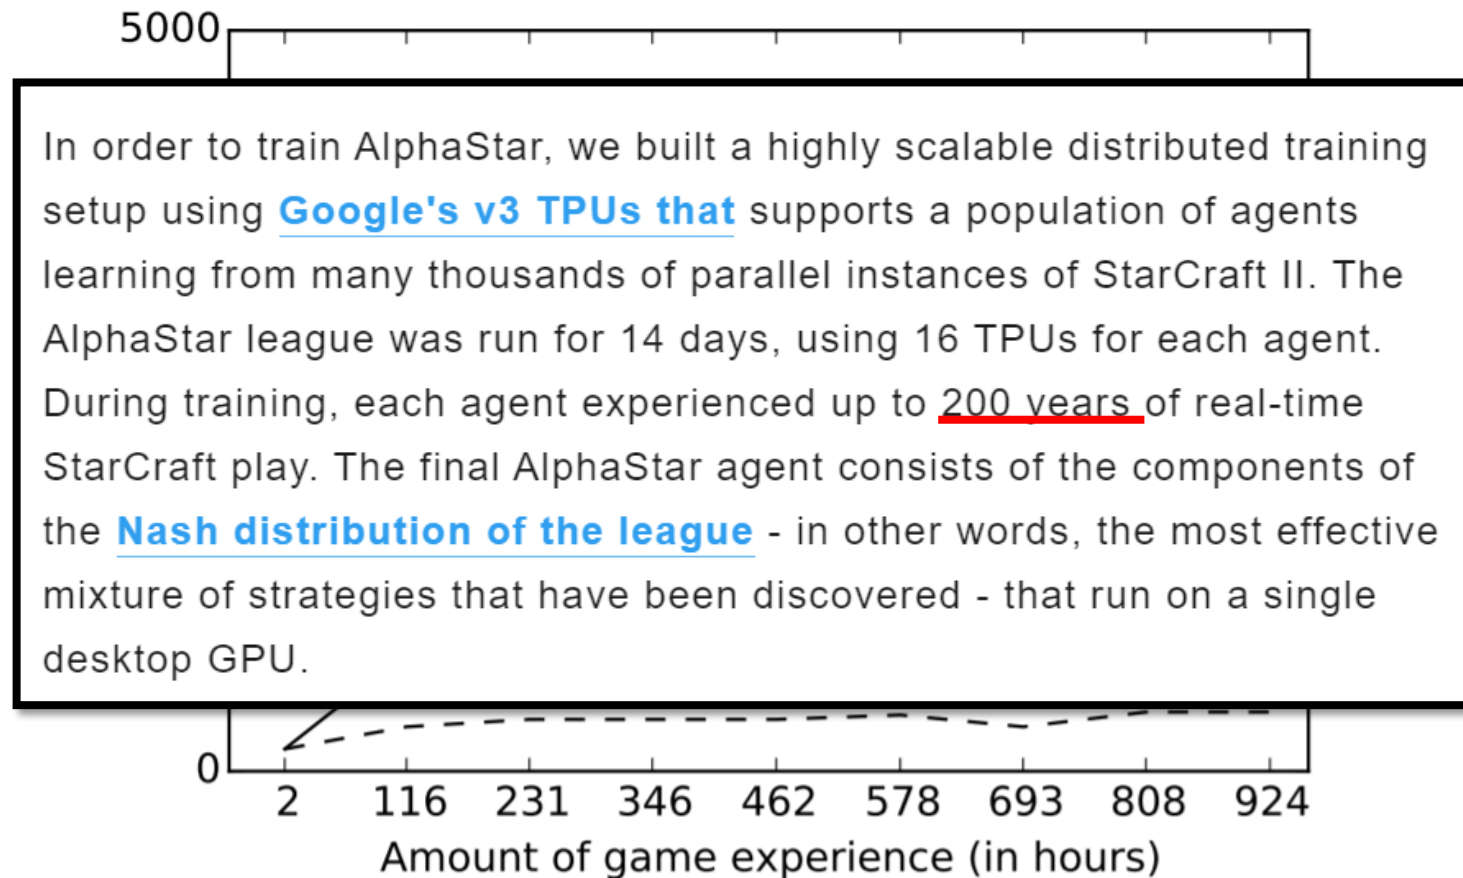 5000
In order to train AlphaStar, we built a highly scalable distributed training
setup using Google's v3 TPUs that supports a population of agents
learning from many thousands of parallel instances of StarCraft II. The
AlphaStar league was run for 14 days, using 16 TPUs for each agent.
During training, each agent experienced up to 200 years of real-time
StarCraft play. The final AlphaStar agent consists of the components of
the Nash distribution of the league - in other words, the most effective
mixture of strategies that have been discovered - that run on a single
desktop GPU.
0
2 116 231 346 462 578 693 808 924
Amount of game experience (in hours)